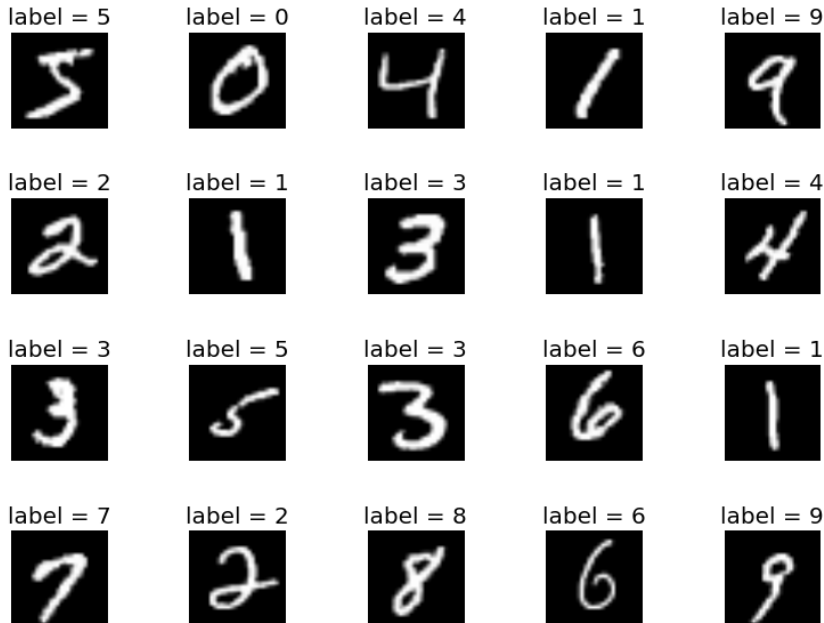 label = 5 label = 0 label = 4 label = 1 label = 9
5 0 4 1 9
label = 2 label = 1 label = 3 label = 1 label = 4
2 1 3 1 4
label = 3 label = 5 label = 3 label = 6 label = 1
3 5 3 6 1
label = 7 label = 2 label = 8 label = 6 label = 9
7 2 8 6 9